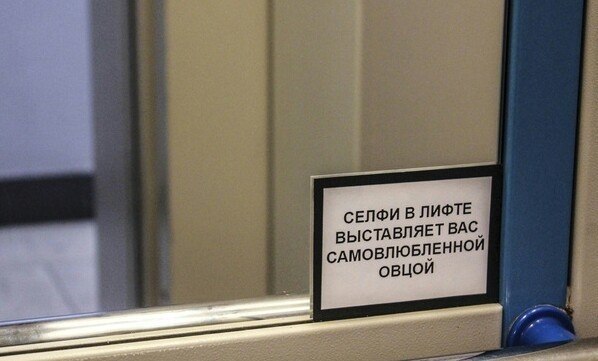 СЕЛФИ В ЛИФТЕ
ВЫСТАВЛЯЕТ ВАС
САМОВЛЮБЛЕННОЙ
ОВЦОЙ